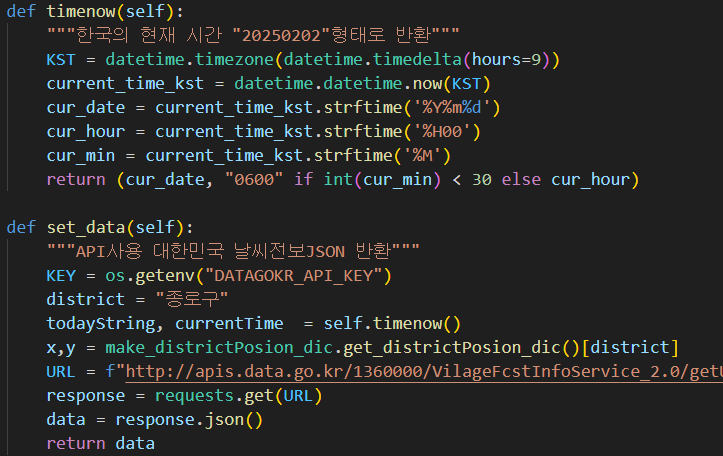 def timenow(self):
    """한국의 현재 시간 "20250202"형태로 반환"""
    KST = datetime.timezone(datetime.timedelta(hours=9))
    current_time_kst = datetime.datetime.now(KST)
    cur_date = current_time_kst.strftime('%Y%m%d')
    cur_hour = current_time_kst.strftime('%H00')
    cur_min = current_time_kst.strftime('%M')
    return (cur_date, "0600" if int(cur_min) < 30 else cur_hour)
def set_data(self):
    """API사용 대한민국 날씨전보JSON 반환"""
    KEY = os.getenv("DATAGOKR_API_KEY")
    district = "종로구"
    todayString, currentTime  = self.timenow()
    x,y = make_districtPosion_dic.get_districtPosion_dic()[district]
    URL = f"http://apis.data.go.kr/1360000/VilageFcstInfoService_2.0/getU
    response = requests.get(URL)
    data = response.json()
    return data